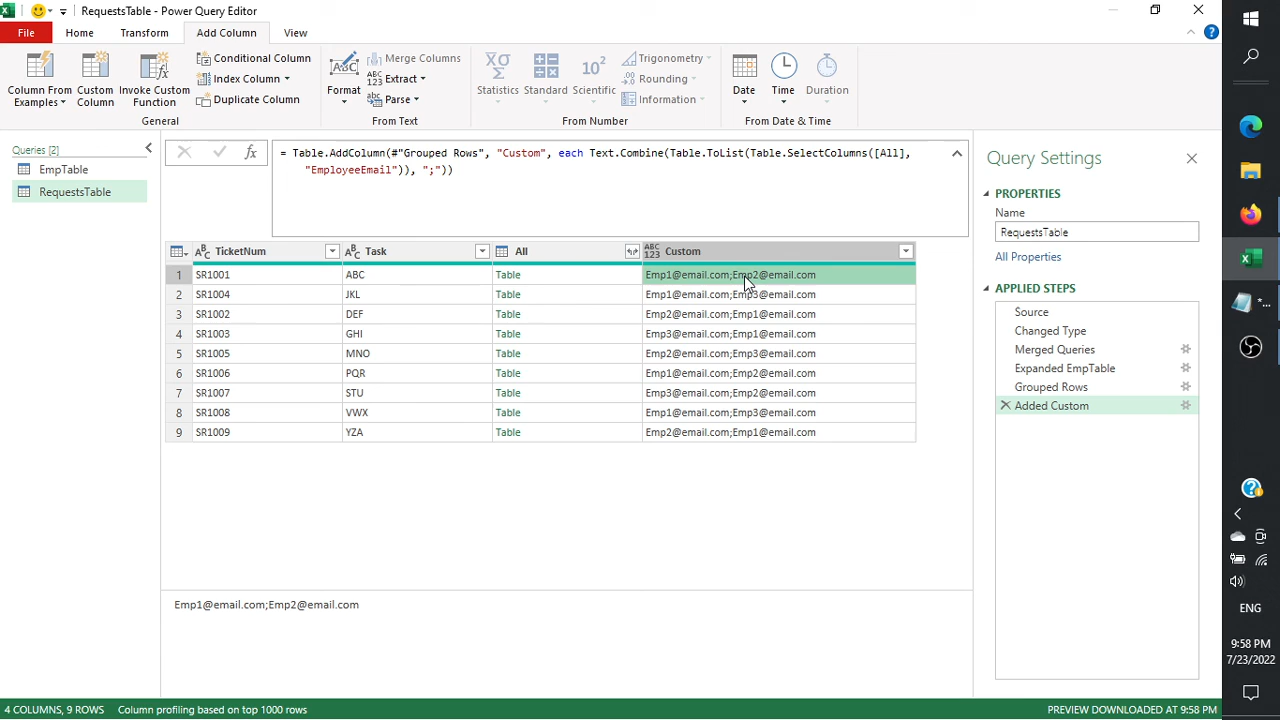 RequestsTable - Power Query Editor
File Home Transform Add Column View
Column From Examples
Custom Column
Invoke Custom Function
Conditional Column
Index Column
Duplicate Column
General
Format
Merge Columns
Extract
Parse
From Text
Statistics
Standard
Scientific
Trigonometry
Rounding
Information
From Number
Date
Time
Duration
From Date & Time
Queries [2]
EmpTable
RequestsTable
= Table.AddColumn(#"Grouped Rows", "Custom", each Text.Combine(Table.ToList(Table.SelectColumns([All],
"EmployeeEmail")), ";"))
TicketNum Task All Custom
1 SR1001 ABC Table Emp1@email.com;Emp2@email.com
2 SR1004 JKL Table Emp1@email.com;Emp3@email.com
3 SR1002 DEF Table Emp2@email.com;Emp1@email.com
4 SR1003 GHI Table Emp3@email.com;Emp1@email.com
5 SR1005 MNO Table Emp2@email.com;Emp3@email.com
6 SR1006 PQR Table Emp1@email.com;Emp2@email.com
7 SR1007 STU Table Emp3@email.com;Emp2@email.com
8 SR1008 VWX Table Emp1@email.com;Emp3@email.com
9 SR1009 YZA Table Emp2@email.com;Emp1@email.com
Emp1@email.com;Emp2@email.com
Query Settings
PROPERTIES
Name
RequestsTable
All Properties
APPLIED STEPS
Source
Changed Type
Merged Queries
Expanded EmpTable
Grouped Rows
Added Custom
4 COLUMNS, 9 ROWS Column profiling based on top 1000 rows PREVIEW DOWNLOADED AT 9:58 PM
ENG
9:58 PM
7/23/2022